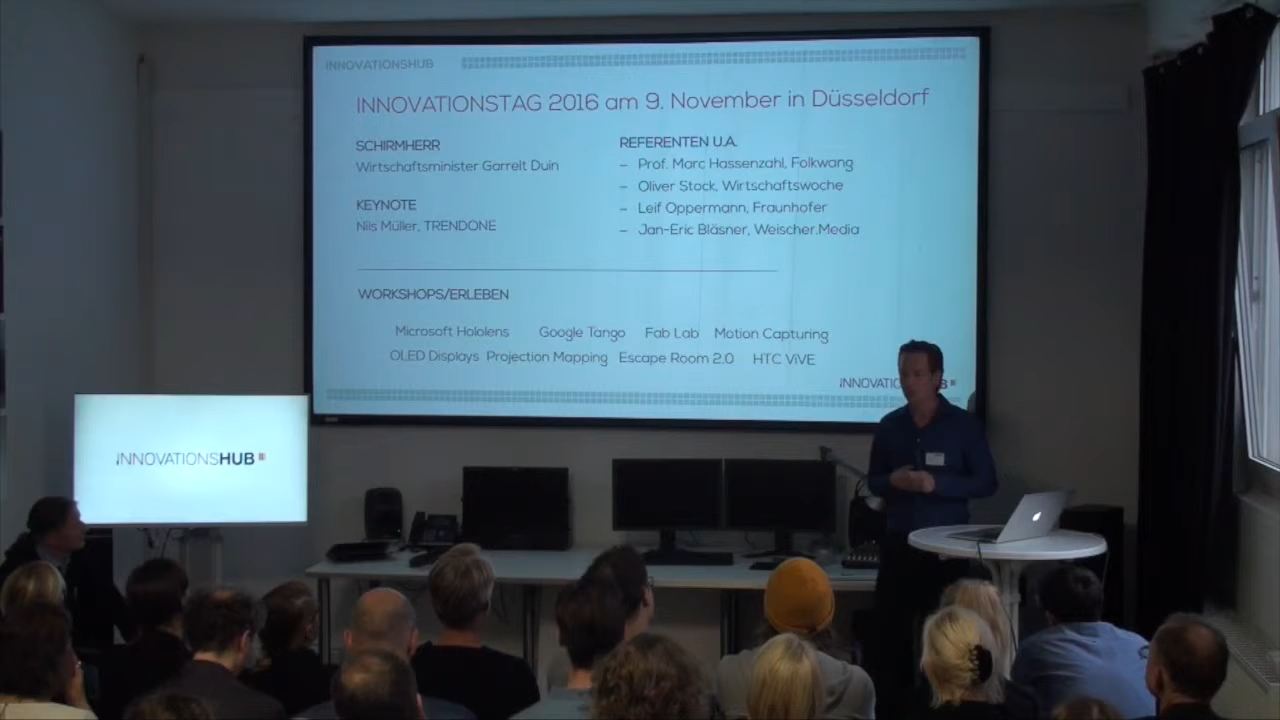 INNOVATIONSHUB
INNOVATIONSTAG 2016 am 9. November in Düsseldorf
SCHIRMHERR
Wirtschaftsminister Garrelt Duin
KEYNOTE
Nils Müller, TRENDONE
REFERENTEN U.A.
– Prof. Marc Hassenzahl, Folkwang
– Oliver Stock, Wirtschaftswoche
– Leif Oppermann, Fraunhofer
– Jan-Eric Bläsner, Weischer.Media
WORKSHOPS/ERLEBEN
Microsoft Hololens Google Tango Fab Lab Motion Capturing
OLED Displays Projection Mapping Escape Room 2.0 HTC ViVE
INNOVATIO B
INNOVATIONSHUB